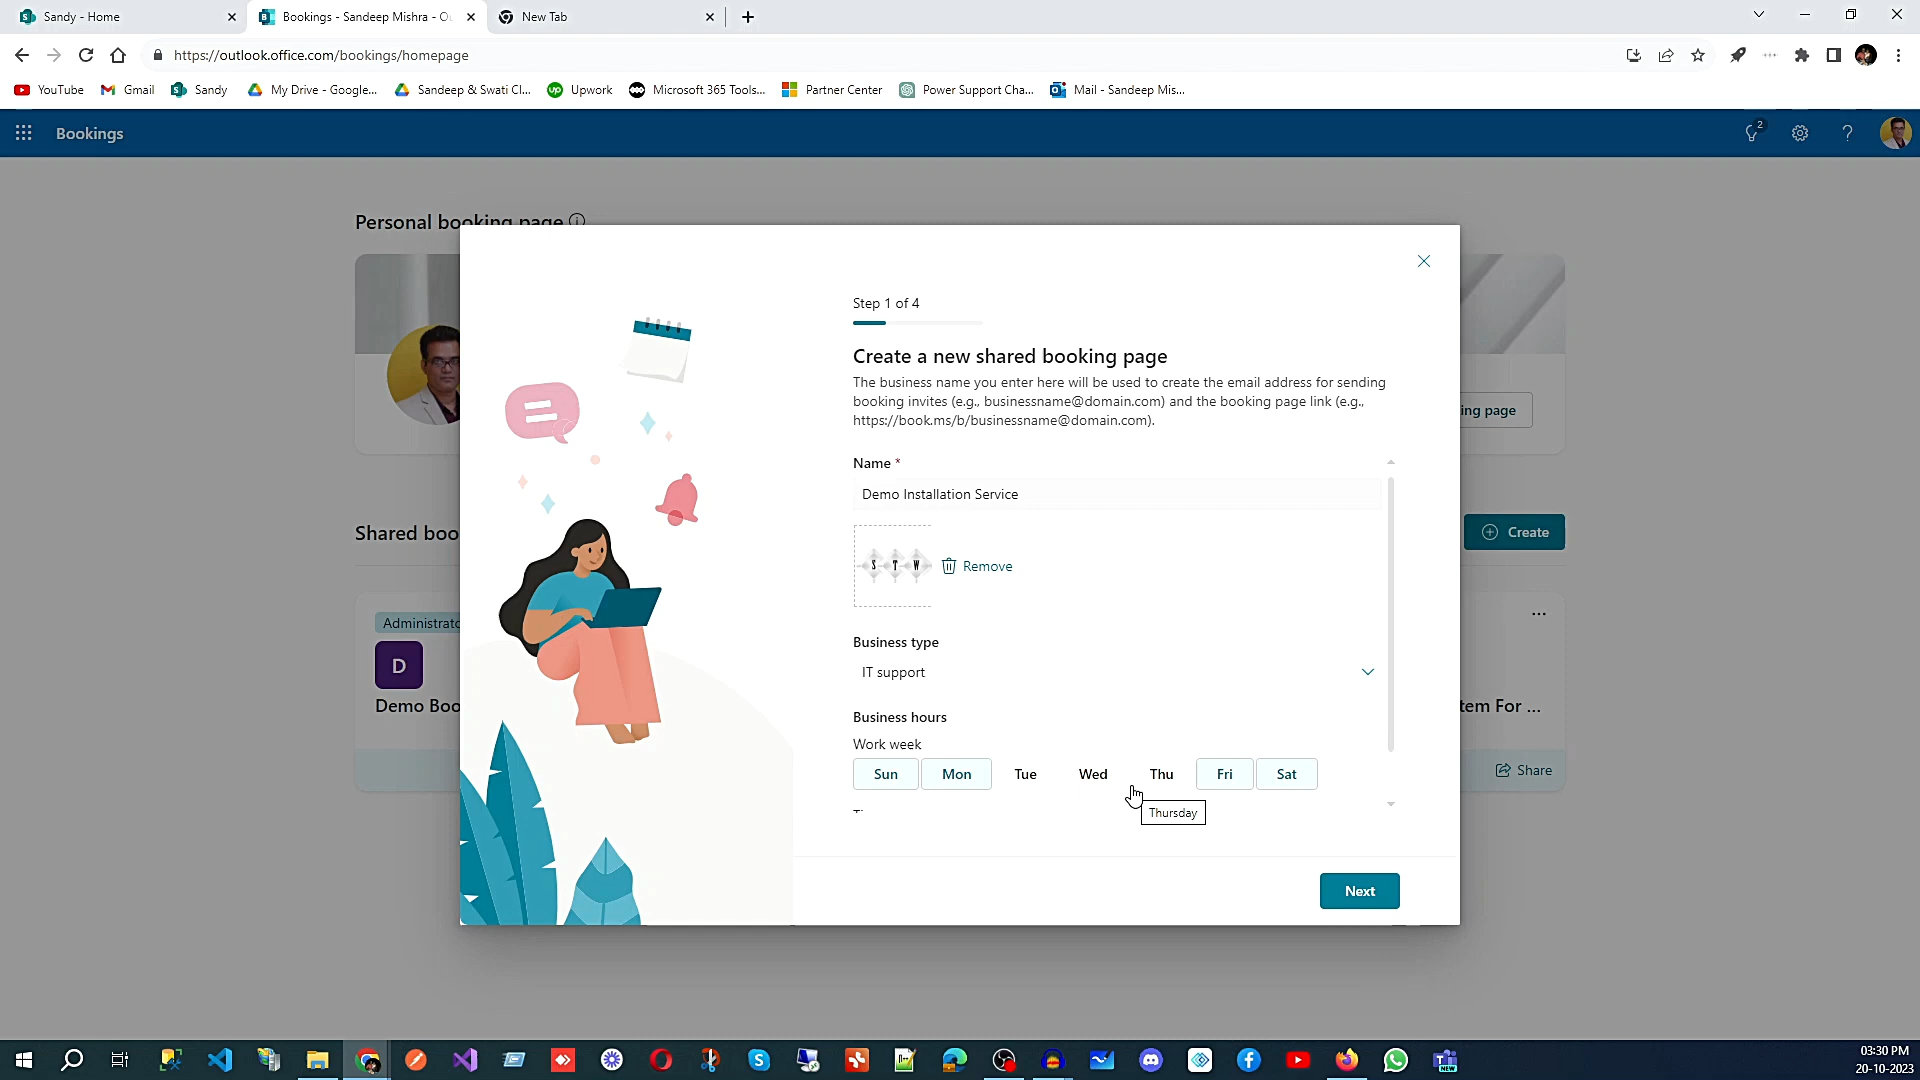 Sandy - Home
Bookings - Sandeep Mishra - Ou
New Tab
https://outlook.office.com/bookings/homepage
YouTube
Gmail
Sandy
My Drive - Google...
Sandeep & Swati Cl...
Upwork
Microsoft 365 Tools...
Partner Center
Power Support Cha...
Mail - Sandeep Mis...
Bookings
2
Personal booking page
Step 1 of 4
Create a new shared booking page
The business name you enter here will be used to create the email address for sending
booking invites (e.g., businessname@domain.com) and the booking page link (e.g.,
https://book.ms/b/businessname@domain.com).
ing page
Name *
Demo Installation Service
Shared boo
Create
S T W
Remove
Administrato
D
Demo Boo
Business type
IT support
tem For ...
Business hours
Work week
Sun Mon Tue Wed Thu Fri Sat
Share
Thursday
Next
03:30 PM
20-10-2023